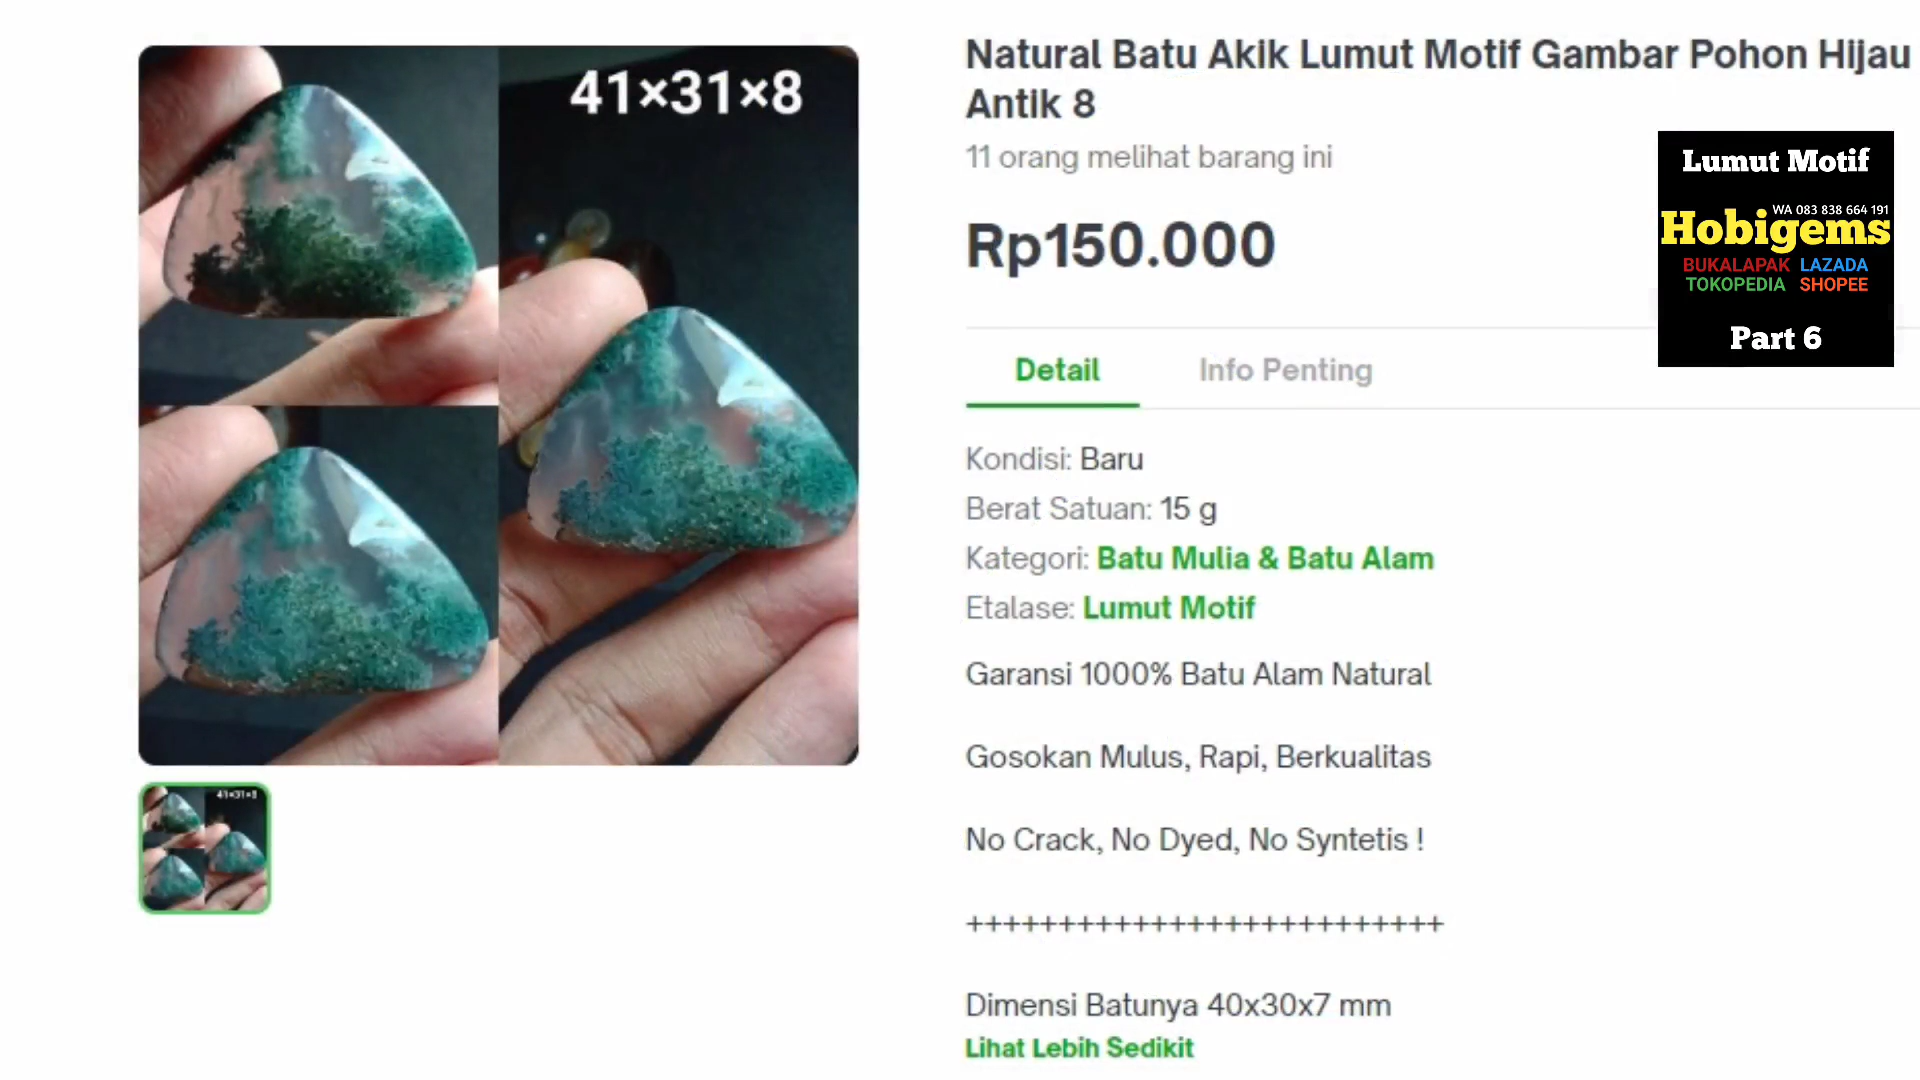 41×31×8
Natural Batu Akik Lumut Motif Gambar Pohon Hijau
Antik 8
11 orang melihat barang ini
Rp150.000
Lumut Motif
WA 083 838 664 191
Hobigems
BUKALAPAK LAZADA
TOKOPEDIA SHOPEE
Part 6
Detail
Info Penting
Kondisi: Baru
Berat Satuan: 15 g
Kategori: Batu Mulia & Batu Alam
Etalase: Lumut Motif
Garansi 1000% Batu Alam Natural
Gosokan Mulus, Rapi, Berkualitas
No Crack, No Dyed, No Syntetis !
++++++++++++++++++++++++++
Dimensi Batunya 40x30x7 mm
Lihat Lebih Sedikit
41×31×8